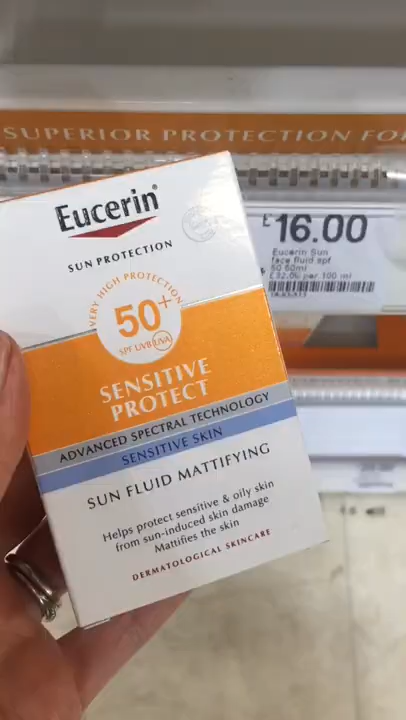 SUPERIOR PROTECTION FO
Eucerin
SUN PROTECTION
VERY HIGH PROTECTION
50+
SPF UVB UVA
SENSITIVE
PROTECT
ADVANCED SPECTRAL TECHNOLOGY
SENSITIVE SKIN
SUN FLUID MATTIFYING
Helps protect sensitive & oily skin
from sun-induced skin damage
Mattifies the skin
DERMATOLOGICAL SKINCARE
£16.00
Eucerin Sun
face fluid spf
50 50ml
£32.00 per 100 ml